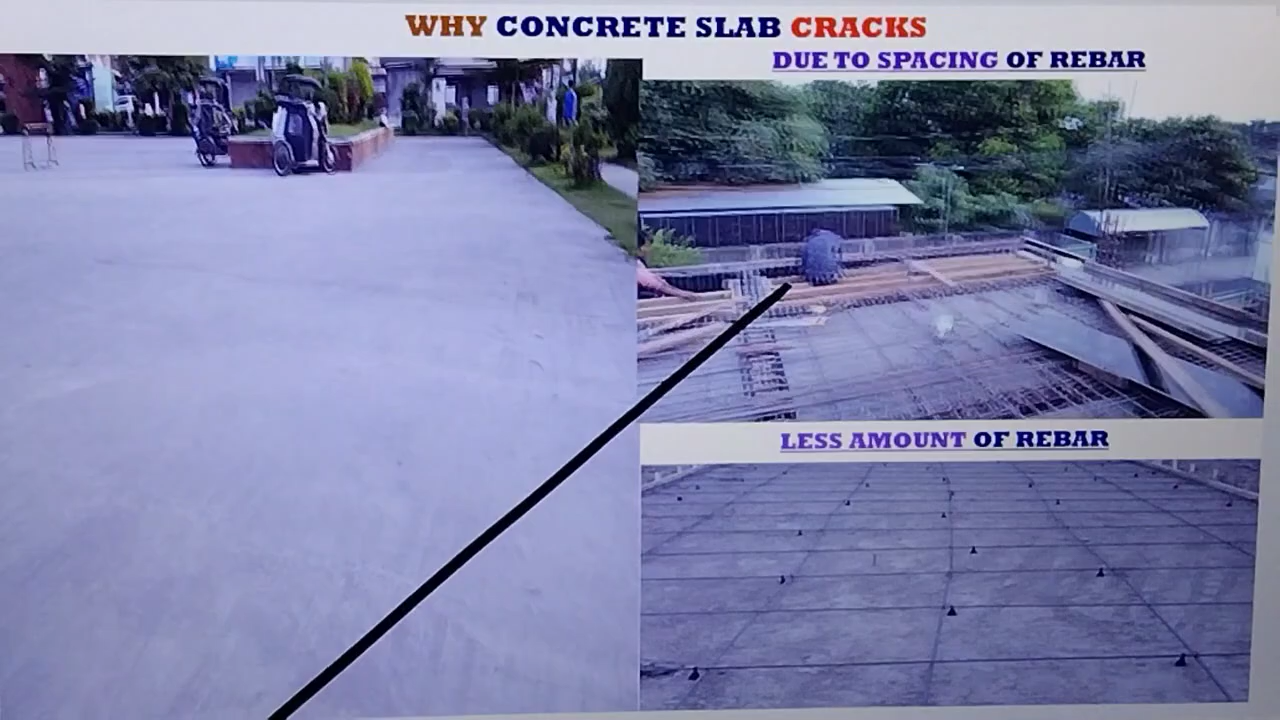 WHY CONCRETE SLAB CRACKS
DUE TO SPACING OF REBAR
LESS AMOUNT OF REBAR